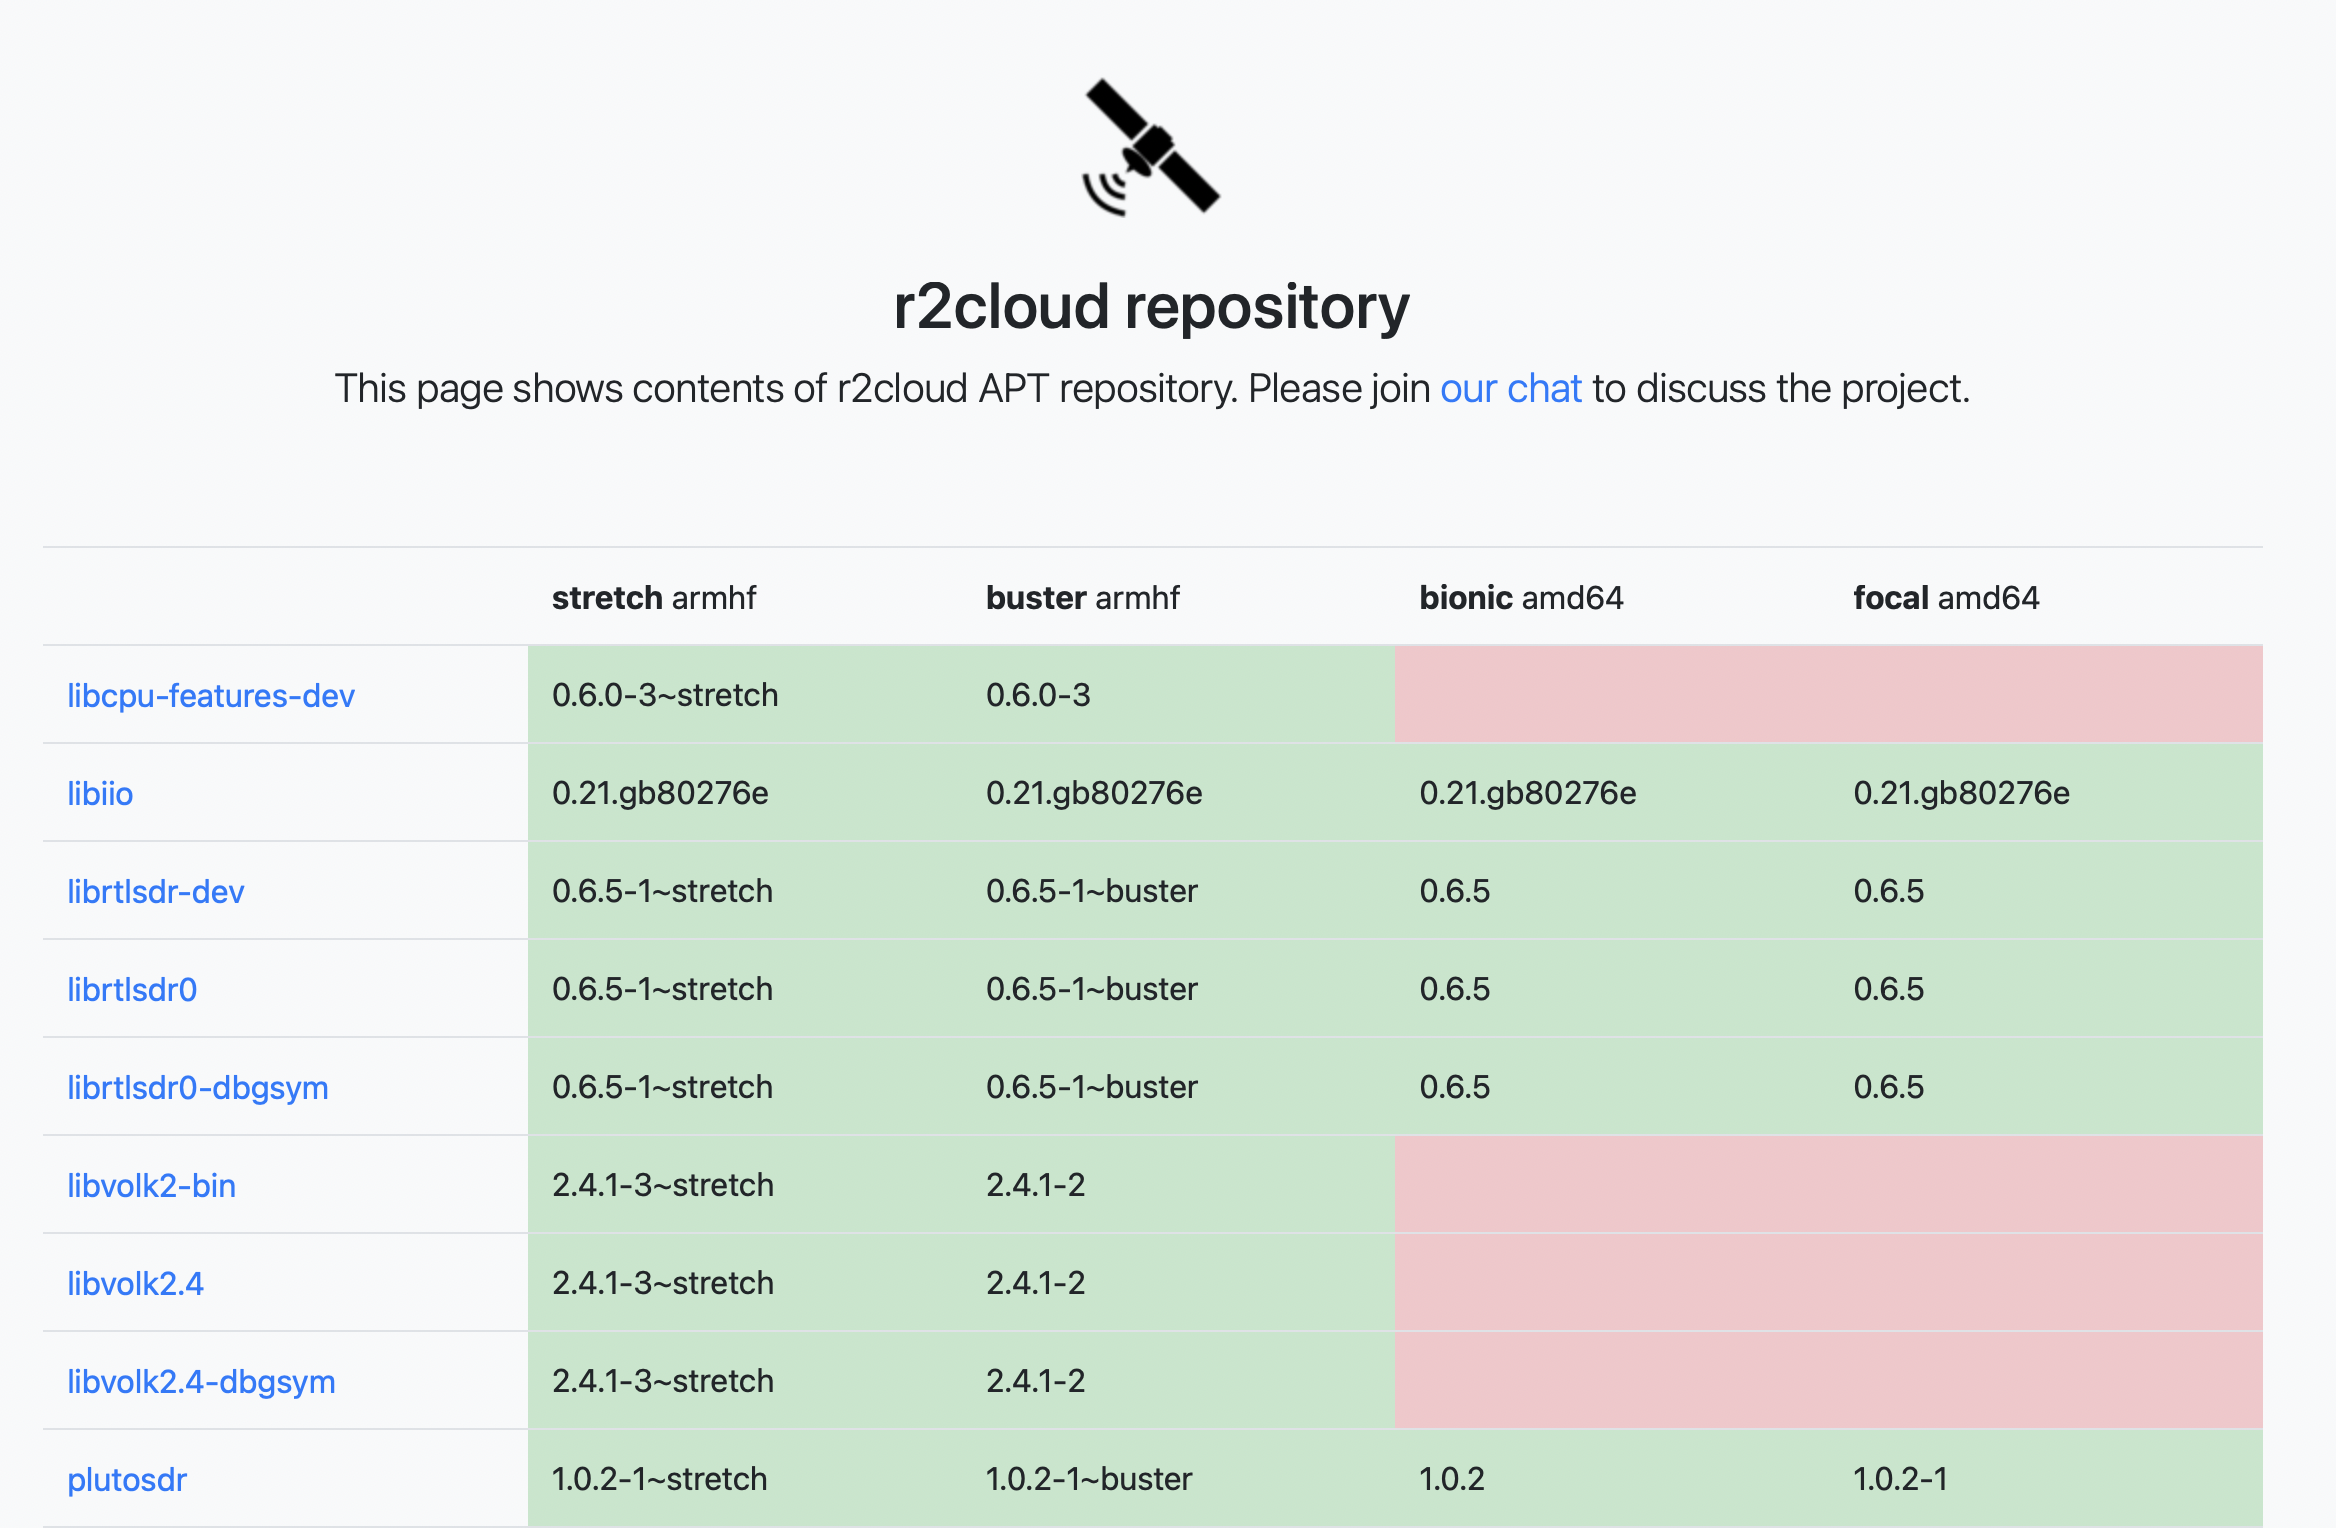 r2cloud repository
This page shows contents of r2cloud APT repository. Please join our chat to discuss the project.
stretch armhf buster armhf bionic amd64 focal amd64
libcpu-features-dev 0.6.0-3~stretch 0.6.0-3
libiio 0.21.gb80276e 0.21.gb80276e 0.21.gb80276e 0.21.gb80276e
librtlsdr-dev 0.6.5-1~stretch 0.6.5-1~buster 0.6.5 0.6.5
librtlsdr0 0.6.5-1~stretch 0.6.5-1~buster 0.6.5 0.6.5
librtlsdr0-dbgsym 0.6.5-1~stretch 0.6.5-1~buster 0.6.5 0.6.5
libvolk2-bin 2.4.1-3~stretch 2.4.1-2
libvolk2.4 2.4.1-3~stretch 2.4.1-2
libvolk2.4-dbgsym 2.4.1-3~stretch 2.4.1-2
plutosdr 1.0.2-1~stretch 1.0.2-1~buster 1.0.2 1.0.2-1